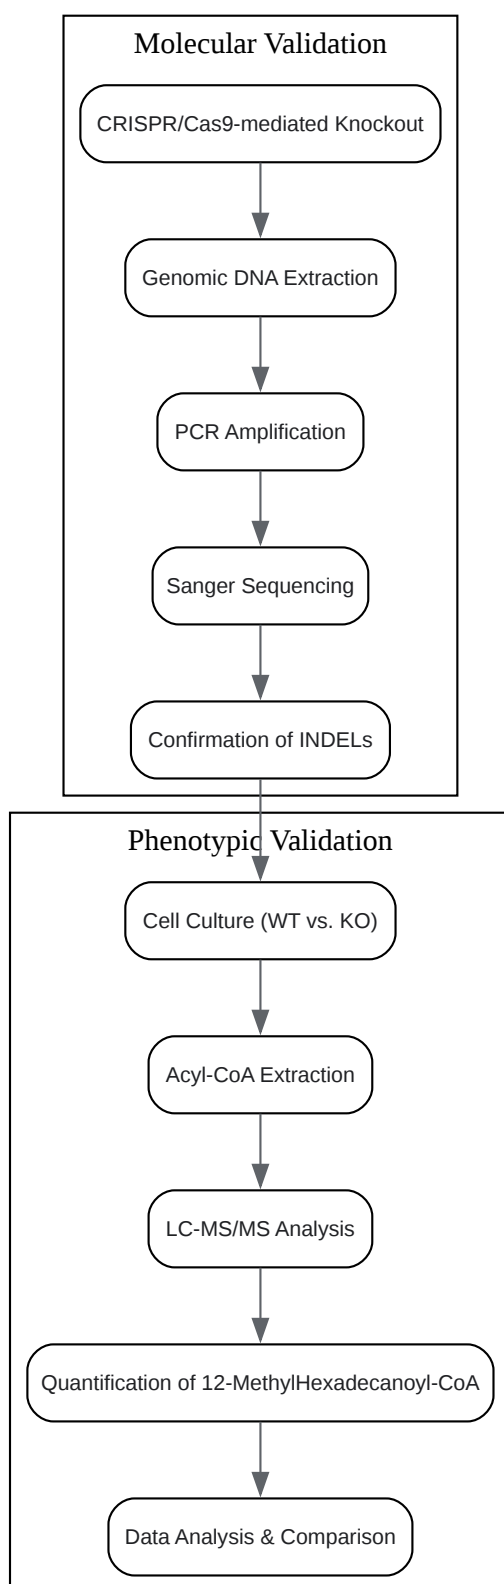 Molecular Validation
CRISPR/Cas9-mediated Knockout
Genomic DNA Extraction
PCR Amplification
Sanger Sequencing
Confirmation of INDELs
Phenotypic Validation
Cell Culture (WT vs. KO)
Acyl-CoA Extraction
LC-MS/MS Analysis
Quantification of 12-MethylHexadecanoyl-CoA
Data Analysis & Comparison